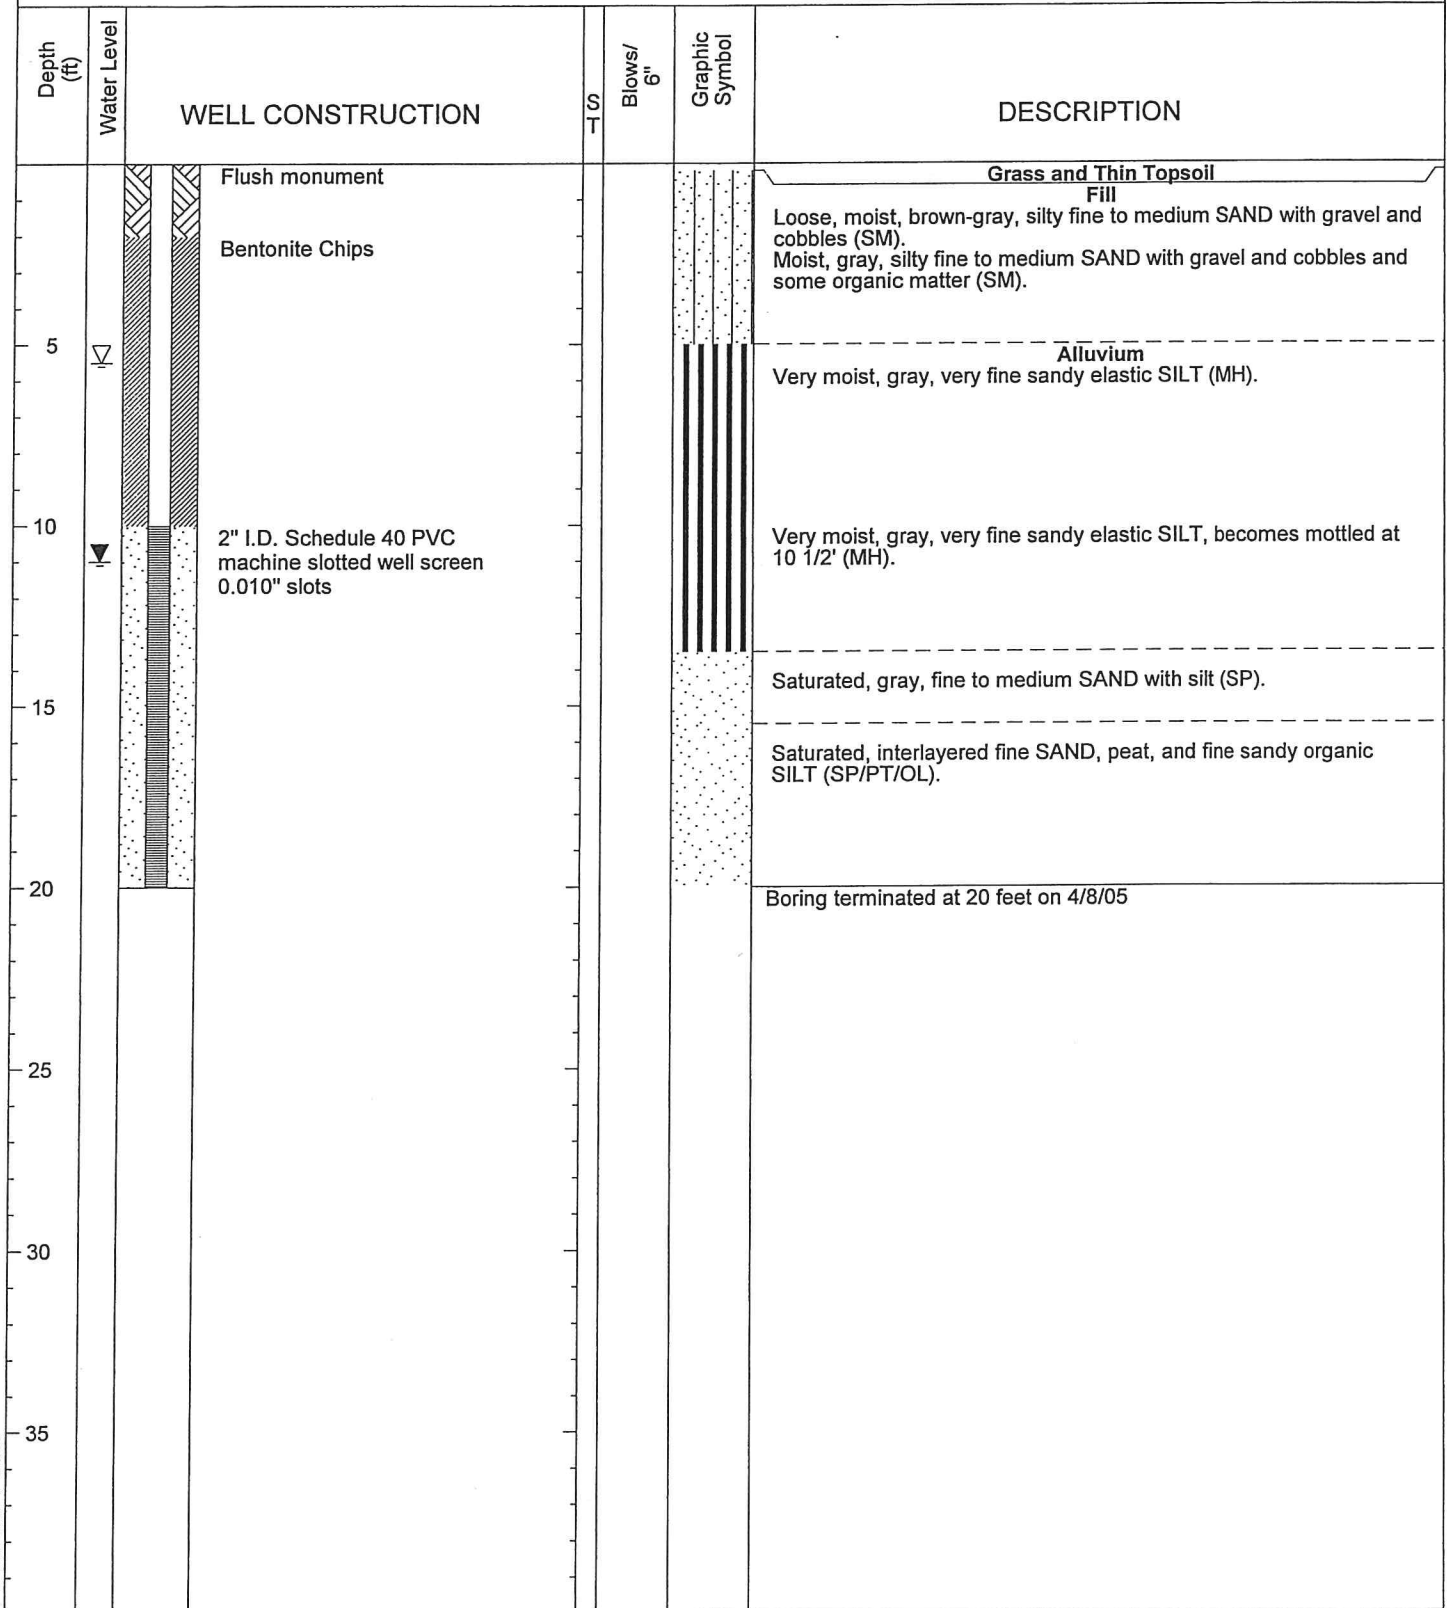 Depth
(ft)
Water Level
WELL CONSTRUCTION
S
T
Blows/
6"
Graphic
Symbol
DESCRIPTION
Flush monument
Bentonite Chips
2" I.D. Schedule 40 PVC
machine slotted well screen
0.010" slots
5
10
15
20
25
30
35
Grass and Thin Topsoil
Fill
Loose, moist, brown-gray, silty fine to medium SAND with gravel and
cobbles (SM).
Moist, gray, silty fine to medium SAND with gravel and cobbles and
some organic matter (SM).
Alluvium
Very moist, gray, very fine sandy elastic SILT (MH).
Very moist, gray, very fine sandy elastic SILT, becomes mottled at
10 1/2' (MH).
Saturated, gray, fine to medium SAND with silt (SP).
Saturated, interlayered fine SAND, peat, and fine sandy organic
SILT (SP/PT/OL).
Boring terminated at 20 feet on 4/8/05